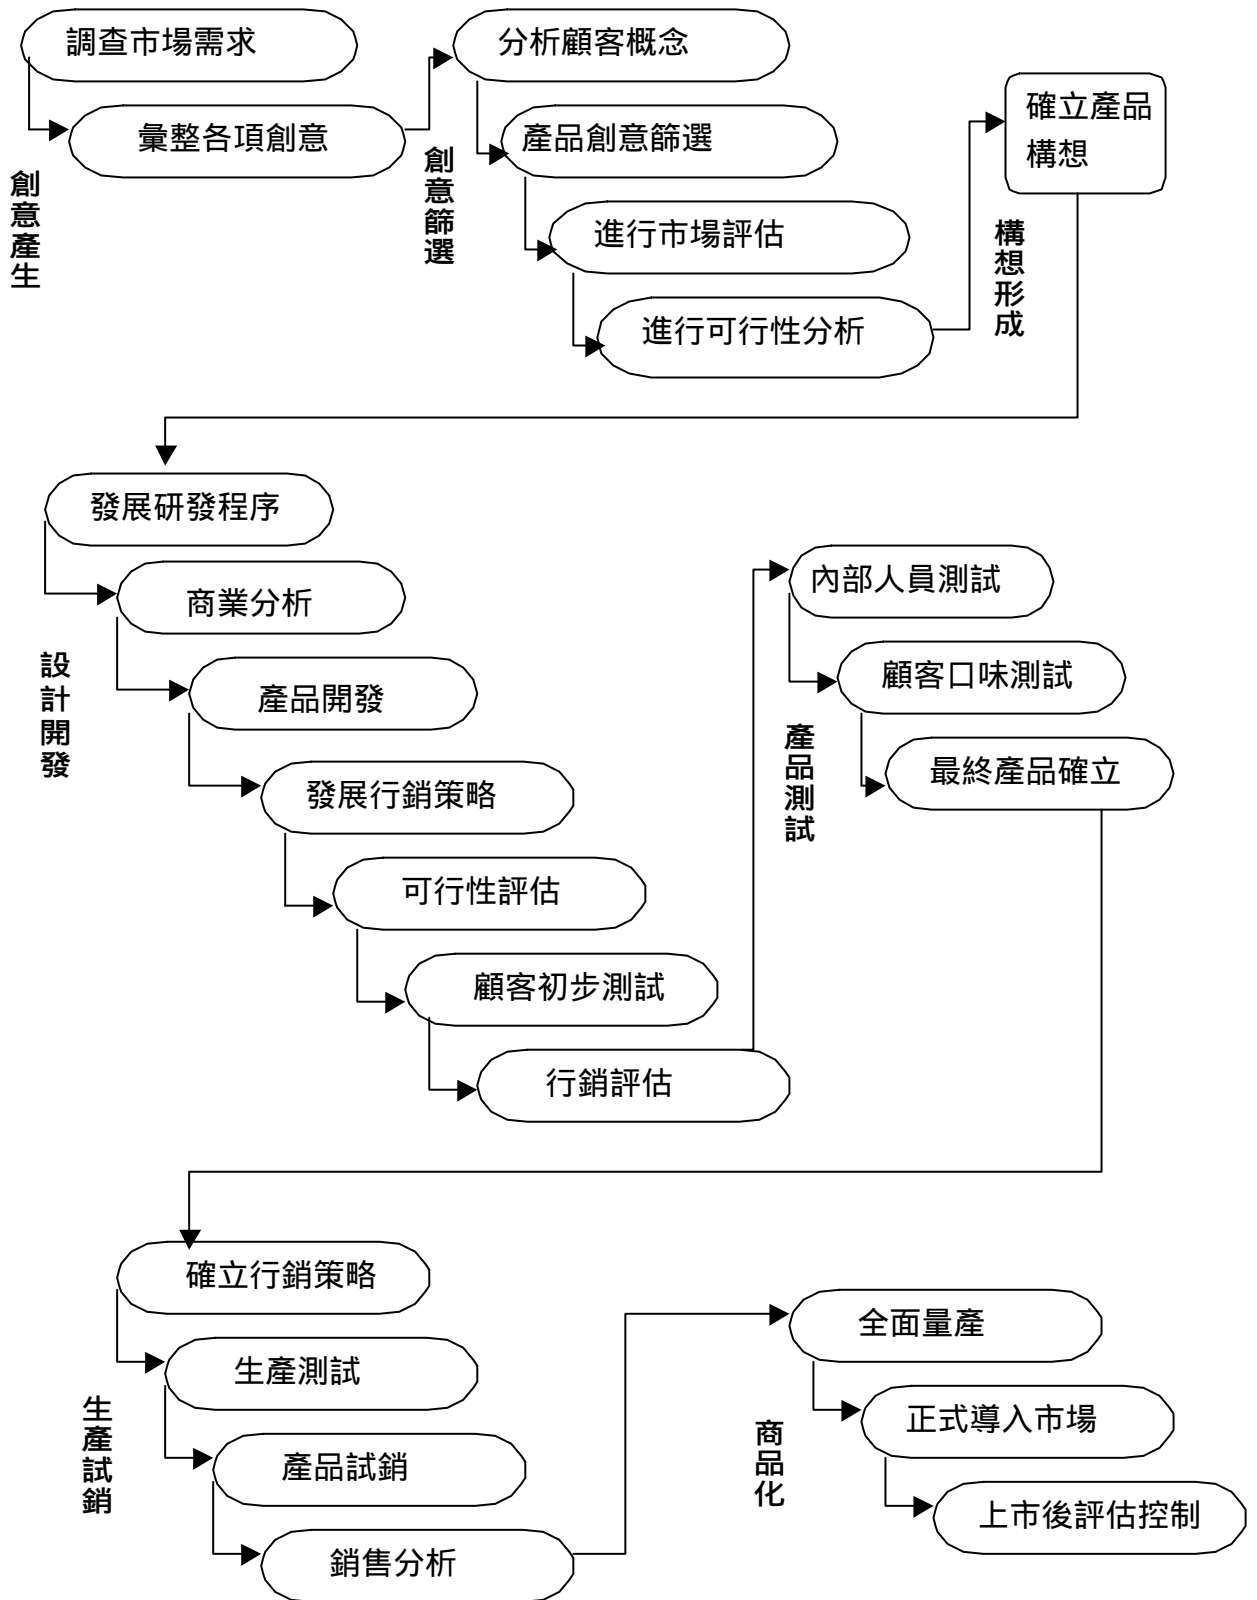 調查市場需求
彙整各項創意
創意產生
分析顧客概念
產品創意篩選
進行市場評估
進行可行性分析
創意篩選
確立產品
構想
構想形成
發展研發程序
商業分析
產品開發
發展行銷策略
可行性評估
顧客初步測試
行銷評估
設計開發
內部人員測試
顧客口味測試
最終產品確立
產品測試
確立行銷策略
生產測試
產品試銷
銷售分析
生產試銷
全面量產
正式導入市場
上市後評估控制
商品化